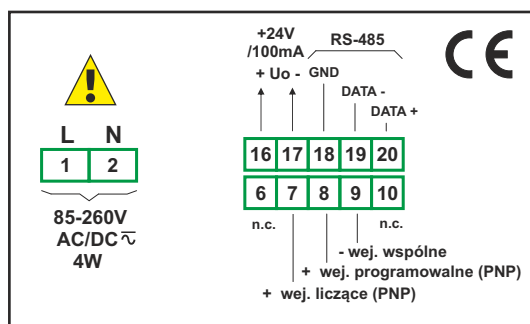 +24V
/100mA
RS-485
+ Uo -
GND
DATA -
DATA +
CE
L N
1 2
85-260V
AC/DC
4W
16 17 18 19 20
6 7 8 9 10
n.c.
n.c.
- wej. wspólne
+ wej. programowalne (PNP)
+ wej. liczące (PNP)